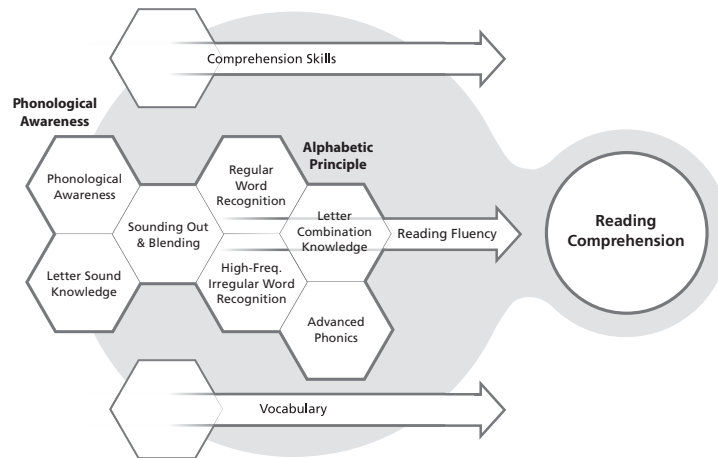 Comprehension Skills
Phonological
Awareness
Alphabetic
Principle
Phonological
Awareness
Regular
Word
Recognition
Sounding Out
& Blending
Letter
Combination
Knowledge
Reading Fluency
Reading
Comprehension
Letter Sound
Knowledge
High-Freq.
Irregular Word
Recognition
Advanced
Phonics
Vocabulary